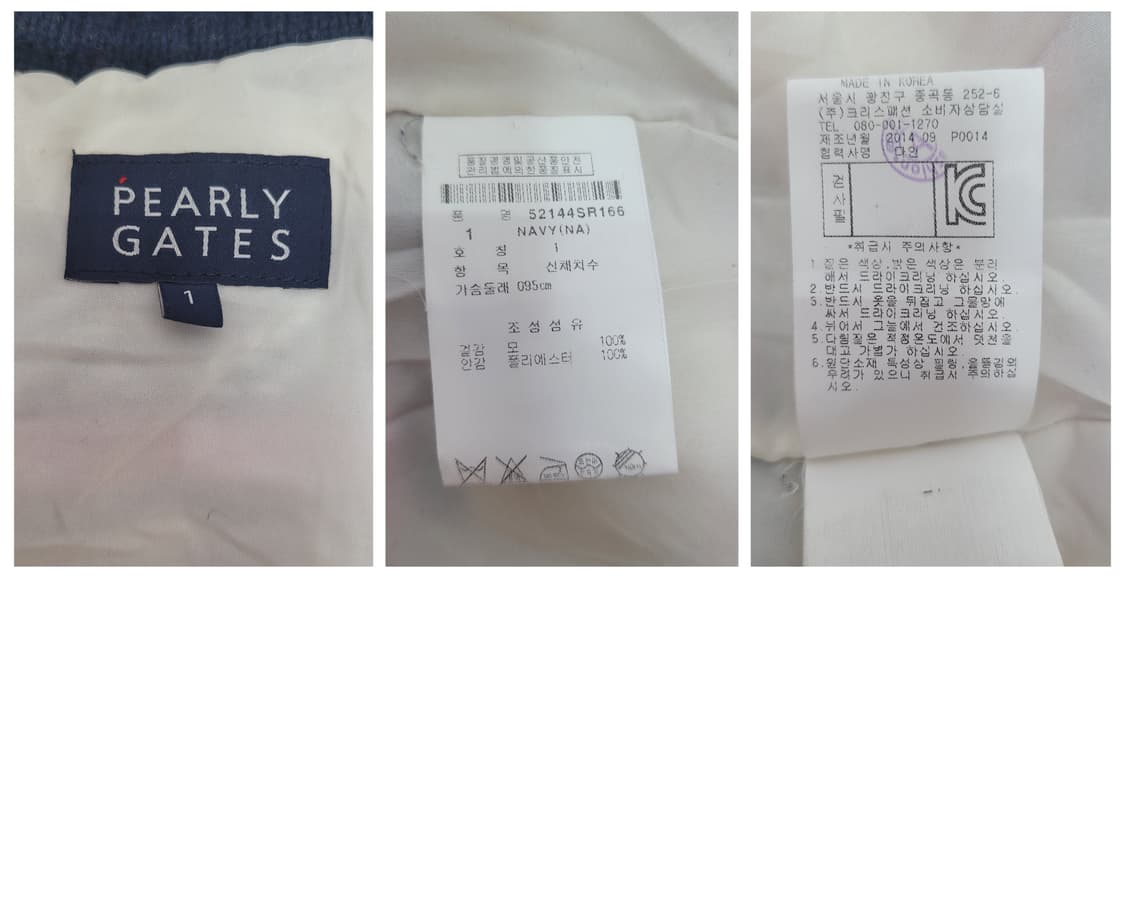 PEARLY
GATES
1
품질경영및공산품안전
관리법에의한품질표시
품 명 52144SR166
1 NAVY(NA)
호 칭 1
항 목 신체치수
가슴둘레 095cm
조성섬유
겉감 모 100%
안감 폴리에스터 100%
MADE IN KOREA
서울시 광진구 중곡동 252-6
(주)크리스패션 소비자상담실
TEL 080-001-1270
제조년월 2014 09 P0014
협력사명 다인
검사필
KC
*취급시 주의사항*
1 짙은 색상,밝은 색상은 분리
해서 드라이크리닝 하십시오
2.반드시 드라이크리닝 하십시오.
3.반드시 옷을 뒤집고 그물망에
싸서 드라이크리닝 하십시오.
4.뉘어서 그늘에서 건조하십시오.
5.다림질은 적정온도에서 덧천을
대고 가볍게 하십시오.
6.원단소재 특성상 필링,올뜯김의
우려가 있으니 취급시 주의하십
시오.